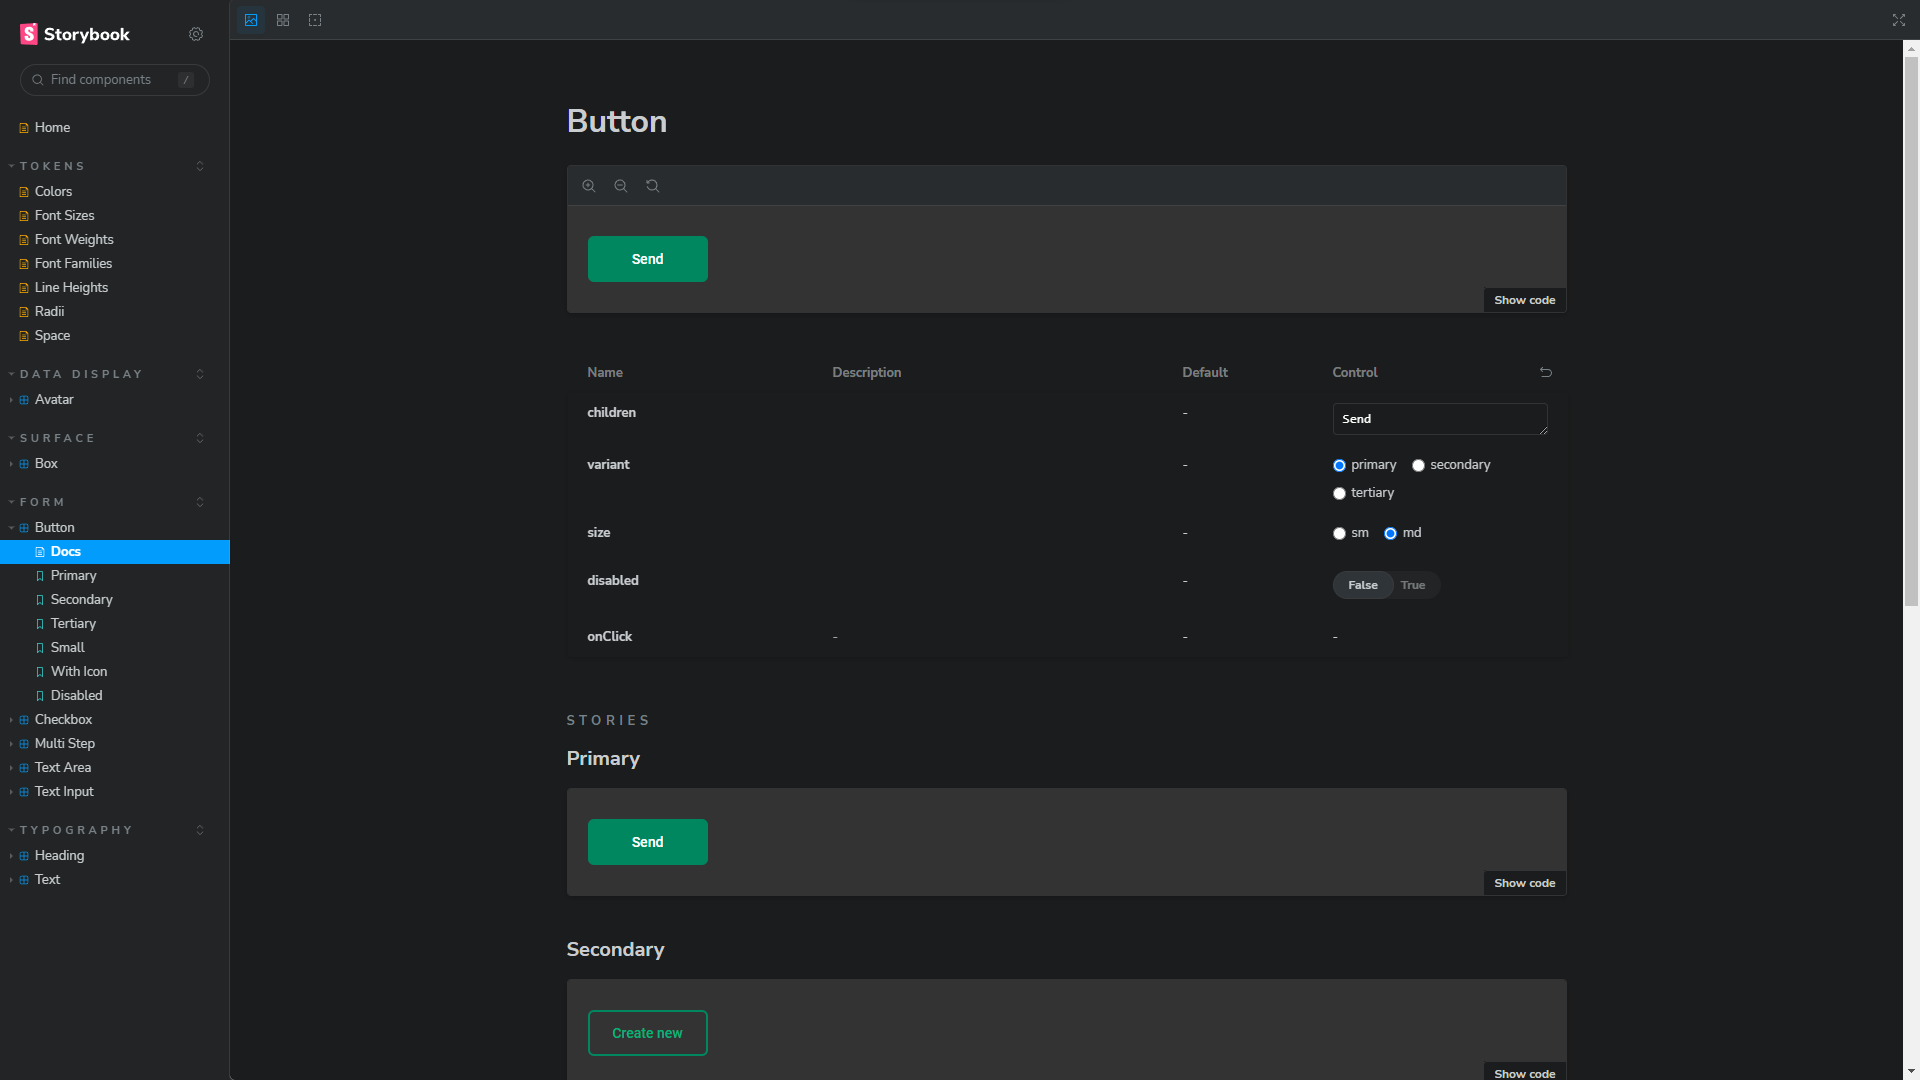 Storybook
Find components /
Home
TOKENS
Colors
Font Sizes
Font Weights
Font Families
Line Heights
Radii
Space
DATA DISPLAY
Avatar
SURFACE
Box
FORM
Button
Docs
Primary
Secondary
Tertiary
Small
With Icon
Disabled
Checkbox
Multi Step
Text Area
Text Input
TYPOGRAPHY
Heading
Text
Button
Send
Show code
Name Description Default Control
children - Send
variant - primary secondary
tertiary
size - sm md
disabled - False True
onClick - - -
STORIES
Primary
Send
Show code
Secondary
Create new
Show code